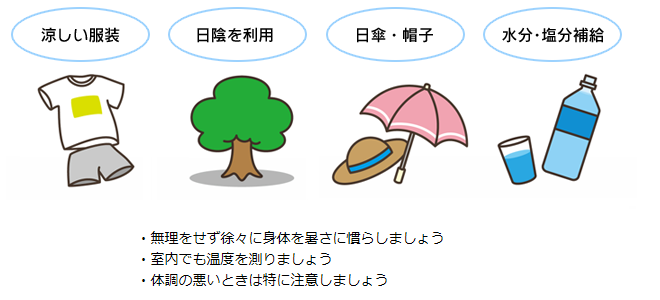 涼しい服装
日陰を利用
日傘・帽子
水分･塩分補給
・無理をせず徐々に身体を暑さに慣らしましょう
・室内でも温度を測りましょう
・体調の悪いときは特に注意しましょう